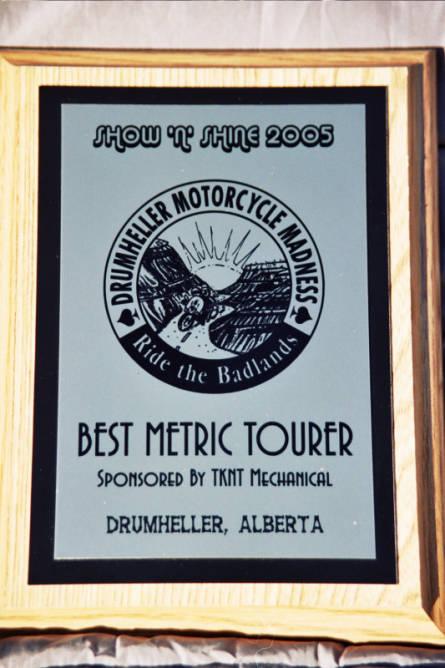 SHOW 'N' SHINE 2005
DRUMHELLER MOTORCYCLE MADNESS
Ride the Badlands
BEST METRIC TOURER
SPONSORED BY TKNT MECHANICAL
DRUMHELLER, ALBERTA